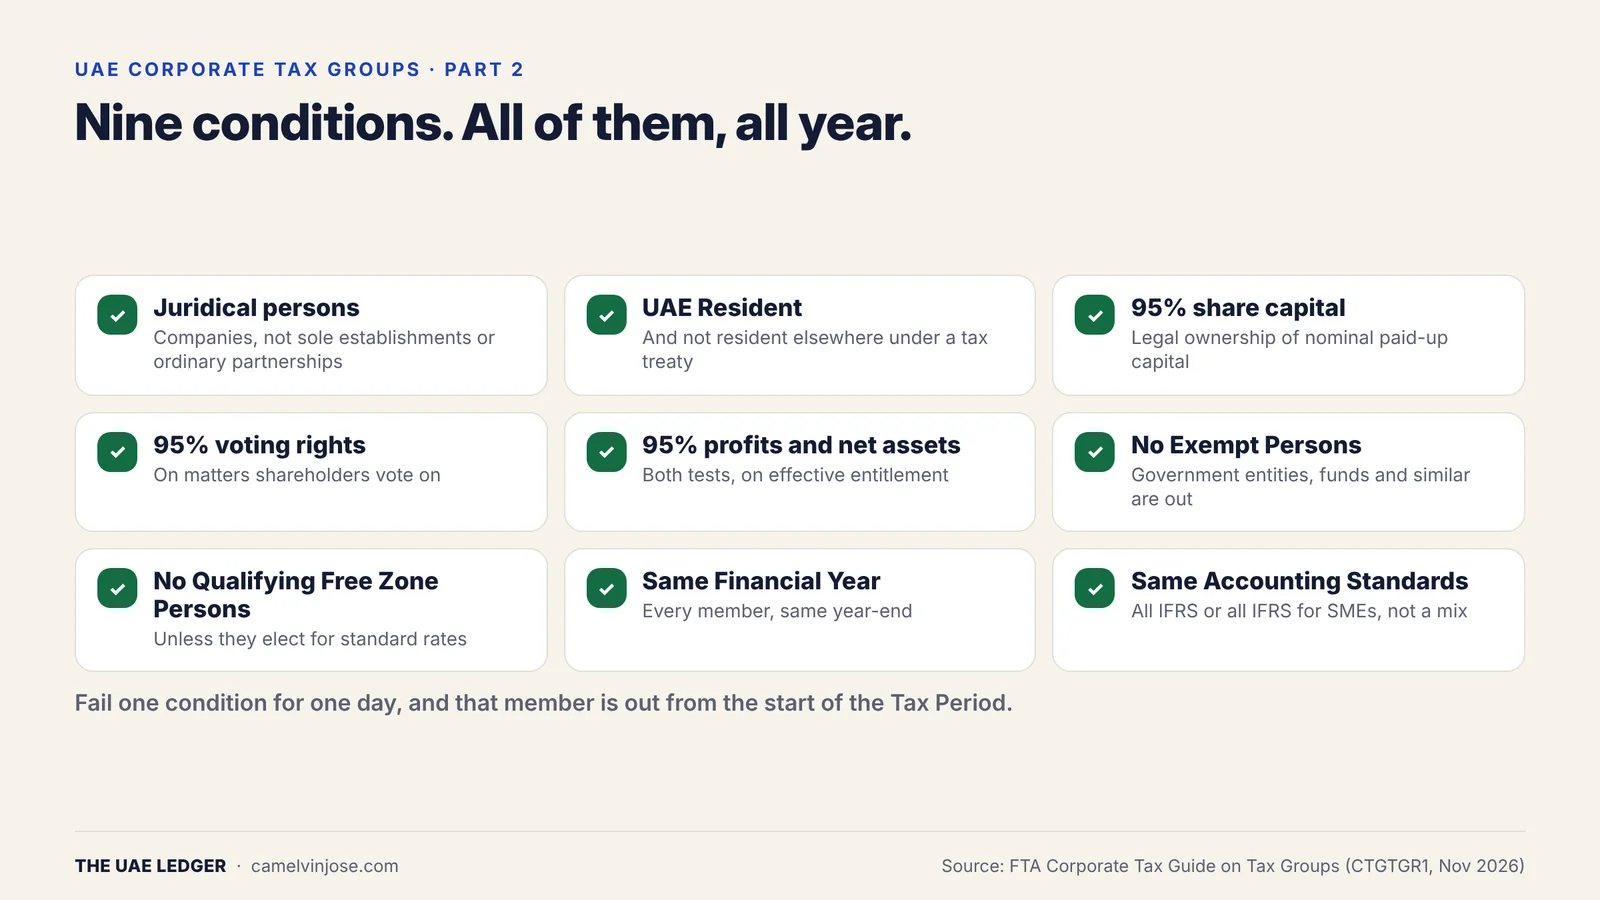 UAE CORPORATE TAX GROUPS · PART 2
Nine conditions. All of them, all year.
Juridical persons
Companies, not sole establishments or
ordinary partnerships
UAE Resident
And not resident elsewhere under a tax
treaty
95% share capital
Legal ownership of nominal paid-up
capital
95% voting rights
On matters shareholders vote on
95% profits and net assets
Both tests, on effective entitlement
No Exempt Persons
Government entities, funds and similar
are out
No Qualifying Free Zone
Persons
Unless they elect for standard rates
Same Financial Year
Every member, same year-end
Same Accounting Standards
All IFRS or all IFRS for SMEs, not a mix
Fail one condition for one day, and that member is out from the start of the Tax Period.
THE UAE LEDGER · camelvinjose.com
Source: FTA Corporate Tax Guide on Tax Groups (CTGTGR1, Nov 2026)